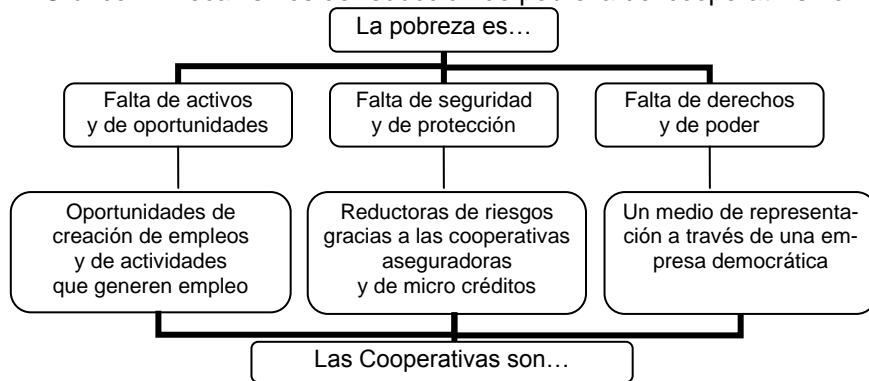 La pobreza es…
Falta de activos
y de oportunidades
Falta de seguridad
y de protección
Falta de derechos
y de poder
Oportunidades de
creación de empleos
y de actividades
que generen empleo
Reductoras de riesgos
gracias a las cooperativas
aseguradoras
y de micro créditos
Un medio de representa-
ción a través de una em-
presa democrática
Las Cooperativas son…